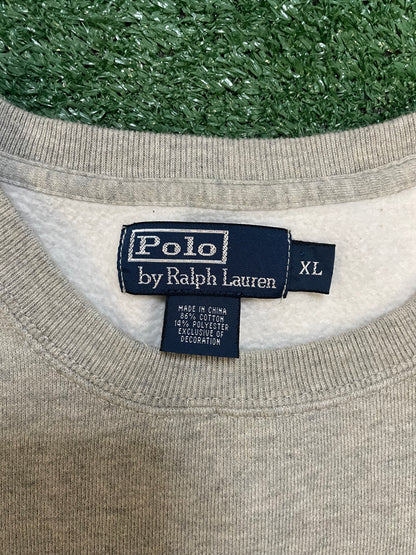 Polo
by Ralph Lauren
XL
MADE IN CHINA
86% COTTON
14% POLYESTER
EXCLUSIVE OF
DECORATION